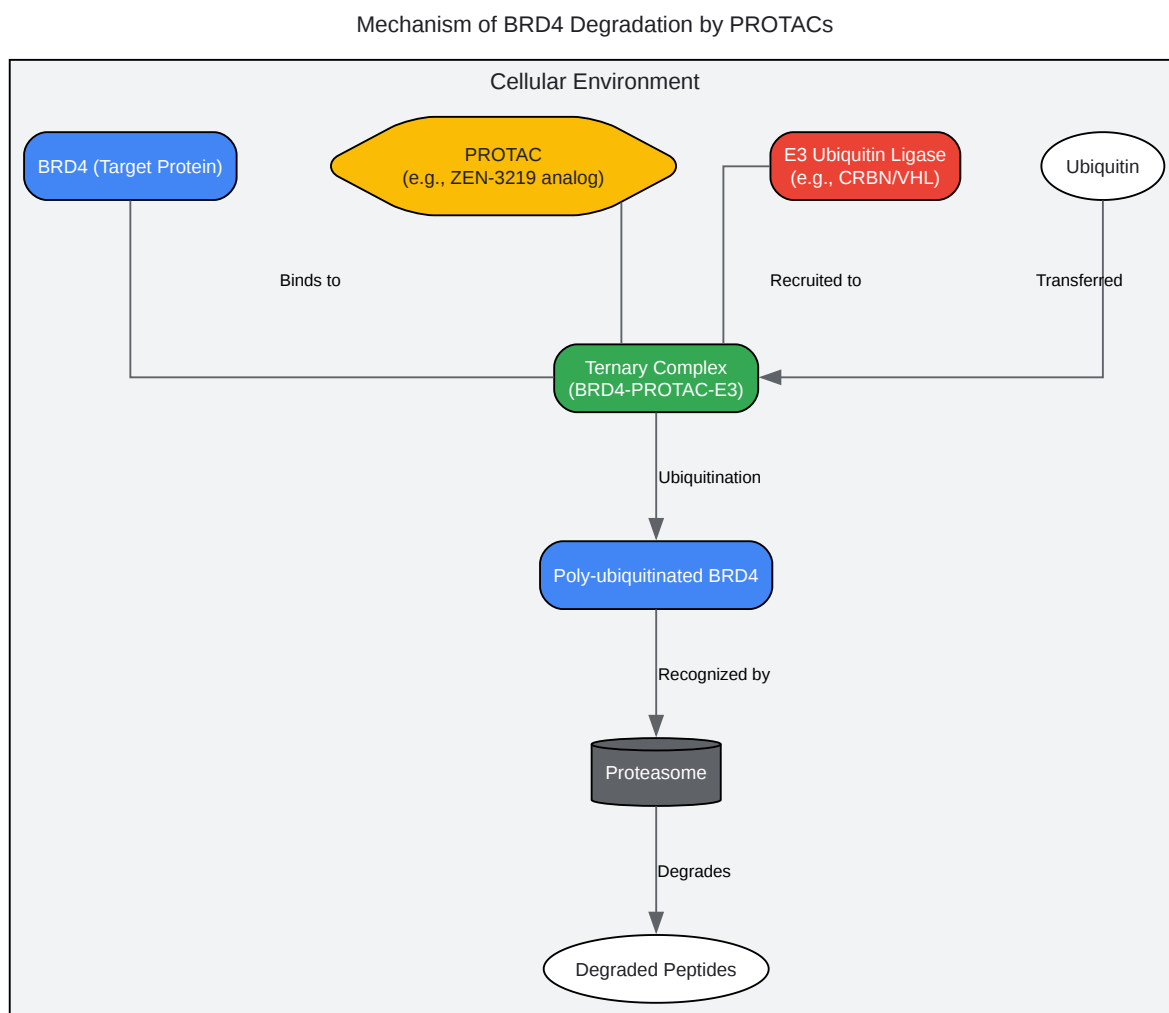 Mechanism of BRD4 Degradation by PROTACs
Cellular Environment
BRD4 (Target Protein)
PROTAC
(e.g., ZEN-3219 analog)
E3 Ubiquitin Ligase
(e.g., CRBN/VHL)
Ubiquitin
Binds to
Recruited to
Transferred
Ternary Complex
(BRD4-PROTAC-E3)
Ubiquitination
Poly-ubiquitinated BRD4
Recognized by
Proteasome
Degrades
Degraded Peptides